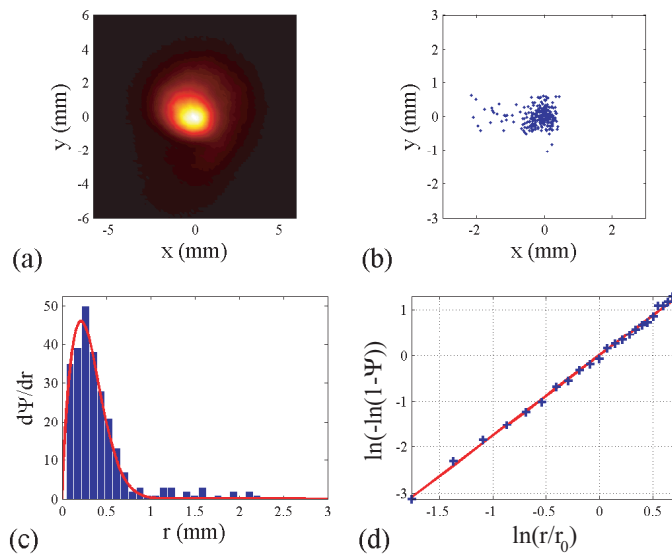 6
4
2
0
-2
-4
-6
y (mm)
-5 0 5
x (mm)
(a)
3
2
1
0
-1
-2
-3
y (mm)
-2 0 2
x (mm)
(b)
50
40
30
20
10
0
dΨ/dr
0 0.5 1 1.5 2 2.5 3
r (mm)
(c)
1
0
-1
-2
-3
ln(-ln(1-Ψ))
-1.5 -1 -0.5 0 0.5
ln(r/r0)
(d)